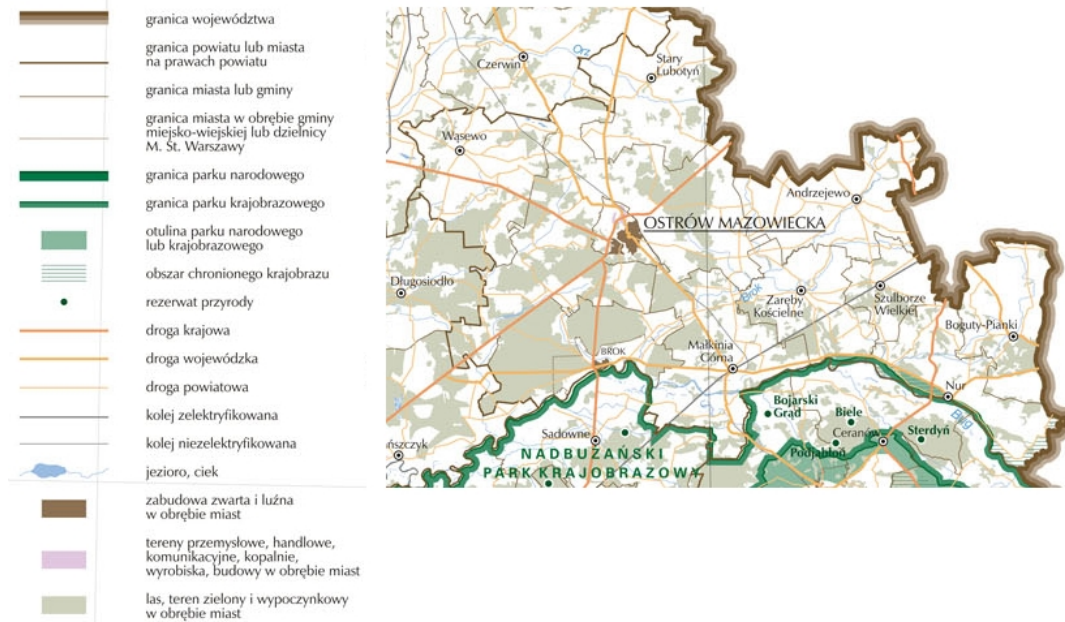 granica województwa
granica powiatu lub miasta
na prawach powiatu
granica miasta lub gminy
granica miasta w obrębie gminy
miejsko-wiejskiej lub dzielnicy
M. St. Warszawy
granica parku narodowego
granica parku krajobrazowego
otulina parku narodowego
lub krajobrazowego
obszar chronionego krajobrazu
rezerwat przyrody
droga krajowa
droga wojewódzka
droga powiatowa
kolej zelektryfikowana
kolej niezelektryfikowana
jezioro, ciek
zabudowa zwarta i luźna
w obrębie miast
tereny przemysłowe, handlowe,
komunikacyjne, kopalnie,
wyrobiska, budowy w obrębie miast
las, teren zielony i wypoczynkowy
w obrębie miast
Orz
Czerwin
Stary
Lubotyń
Wąsewo
Andrzejewo
OSTRÓW MAZOWIECKA
Długosiodło
Brok
Zaręby
Kościelne
Szulborze
Wielkie
Boguty-Pianki
BROK
Małkinia
Górna
Nur
Bug
Bojarski
Grąd
Biele
Sadowne
Ceranów
Sterdyń
Podjabłoń
ańszczyk
NADBUŻAŃSKI
PARK KRAJOBRAZOWY